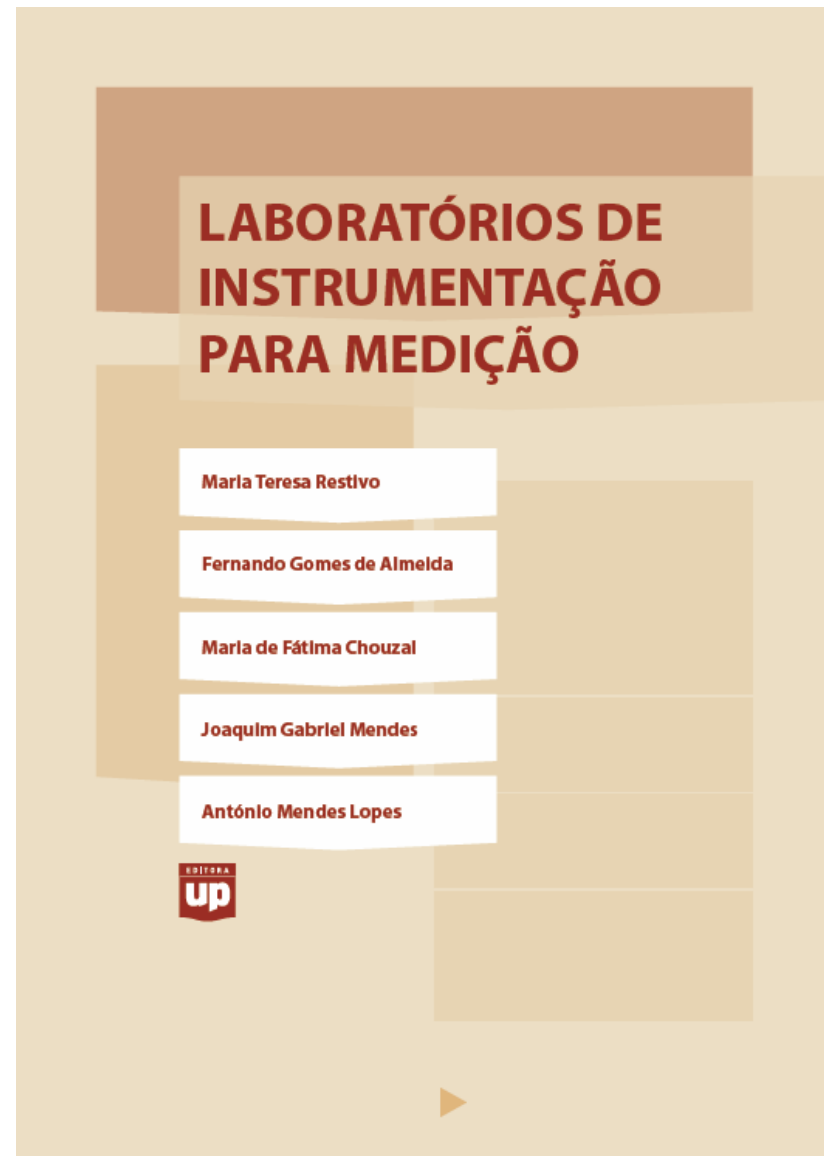 LABORATÓRIOS DE
INSTRUMENTAÇÃO
PARA MEDIÇÃO
Maria Teresa Restivo
Fernando Gomes de Almeida
Maria de Fátima Chouzal
Joaquim Gabriel Mendes
António Mendes Lopes
EDITORA
up